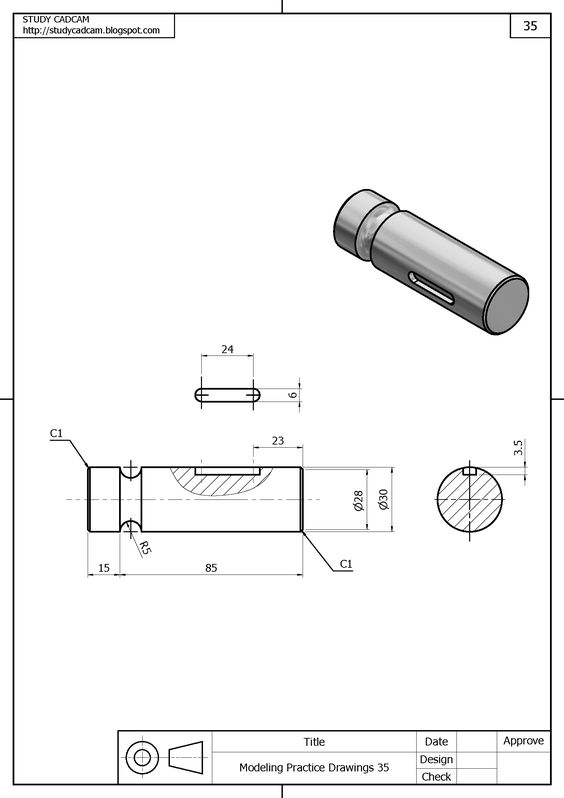 STUDY CADCAM
http://studycadcam.blogspot.com
35
24
6
C1
23
3.5
Ø28
Ø30
R5
C1
15
85
Title
Date
Approve
Modeling Practice Drawings 35
Design
Check